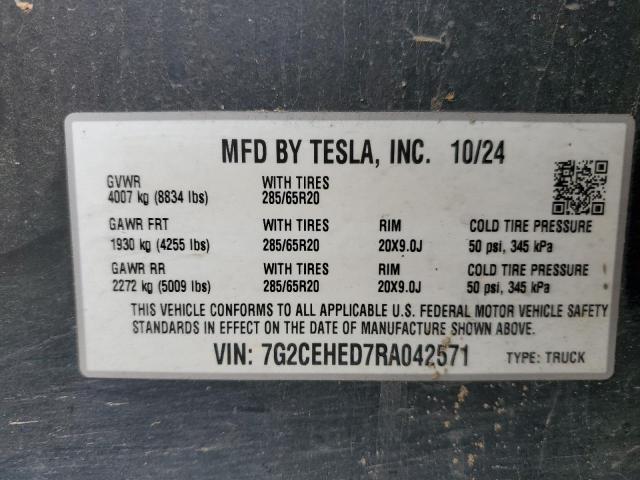 MFD BY TESLA, INC. 10/24
GVWR WITH TIRES
4007 kg (8834 lbs) 285/65R20
GAWR FRT WITH TIRES RIM COLD TIRE PRESSURE
1930 kg (4255 lbs) 285/65R20 20X9.0J 50 psi, 345 kPa
GAWR RR WITH TIRES RIM COLD TIRE PRESSURE
2272 kg (5009 lbs) 285/65R20 20X9.0J 50 psi, 345 kPa
THIS VEHICLE CONFORMS TO ALL APPLICABLE U.S. FEDERAL MOTOR VEHICLE SAFETY
STANDARDS IN EFFECT ON THE DATE OF MANUFACTURE SHOWN ABOVE.
VIN: 7G2CEHED7RA042571 TYPE: TRUCK